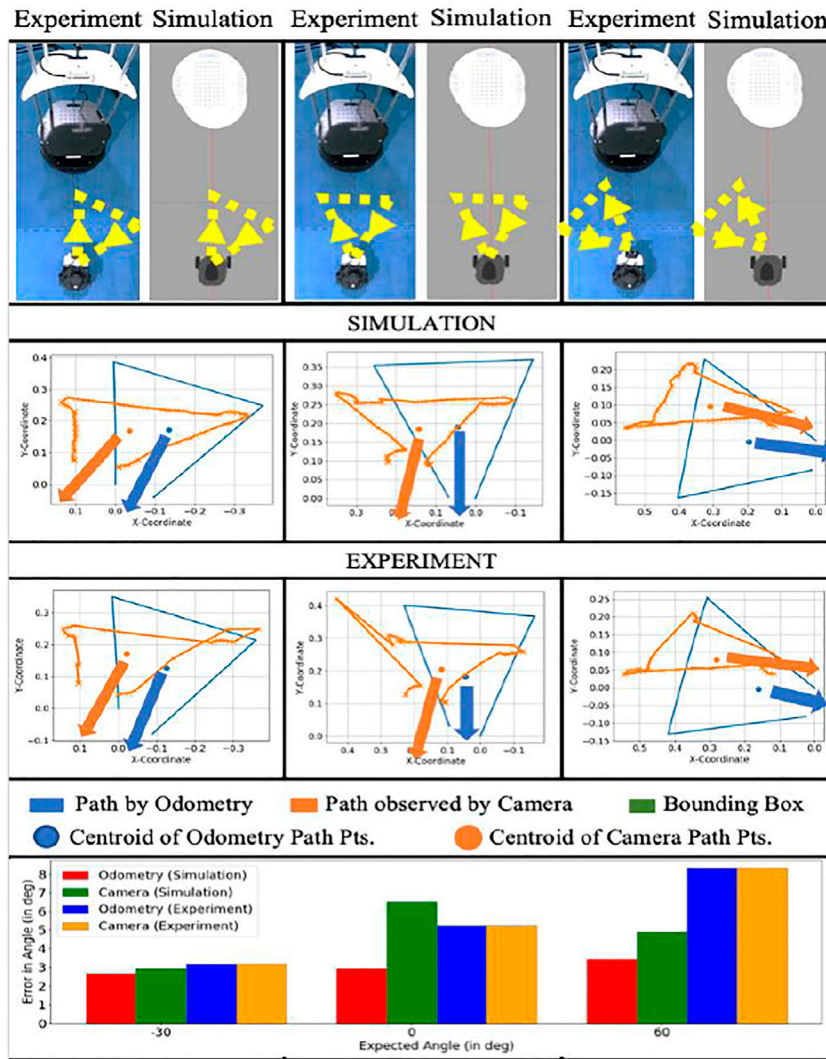 Experiment Simulation Experiment Simulation Experiment Simulation
SIMULATION
0.4
0.3
0.2
0.1
0.0
Y-Coordinate
0.1 0.0 -0.1 -0.2 -0.3
X-Coordinate
0.35
0.30
0.25
0.20
0.15
0.10
0.05
0.00
Y-Coordinate
0.3 0.2 0.1 0.0 -0.1
X-Coordinate
0.20
0.15
0.10
0.05
0.00
-0.05
-0.10
-0.15
Y-Coordinate
0.5 0.4 0.3 0.2 0.1 0.0
X-Coordinate
EXPERIMENT
0.3
0.2
0.1
0.0
-0.1
Y-Coordinate
0.1 0.0 -0.1 -0.2 -0.3
X-Coordinate
0.4
0.3
0.2
0.1
0.0
Y-Coordinate
0.4 0.3 0.2 0.1 0.0 -0.1
X-Coordinate
0.25
0.20
0.15
0.10
0.05
0.00
-0.05
-0.10
-0.15
Y-Coordinate
0.5 0.4 0.3 0.2 0.1 0.0
X-Coordinate
Path by Odometry Path observed by Camera Bounding Box
Centroid of Odometry Path Pts. Centroid of Camera Path Pts.
Odometry (Simulation)
Camera (Simulation)
Odometry (Experiment)
Camera (Experiment)
8
7
6
5
4
3
2
1
0
Error in Angle (in deg)
-30 0 60
Expected Angle (in deg)